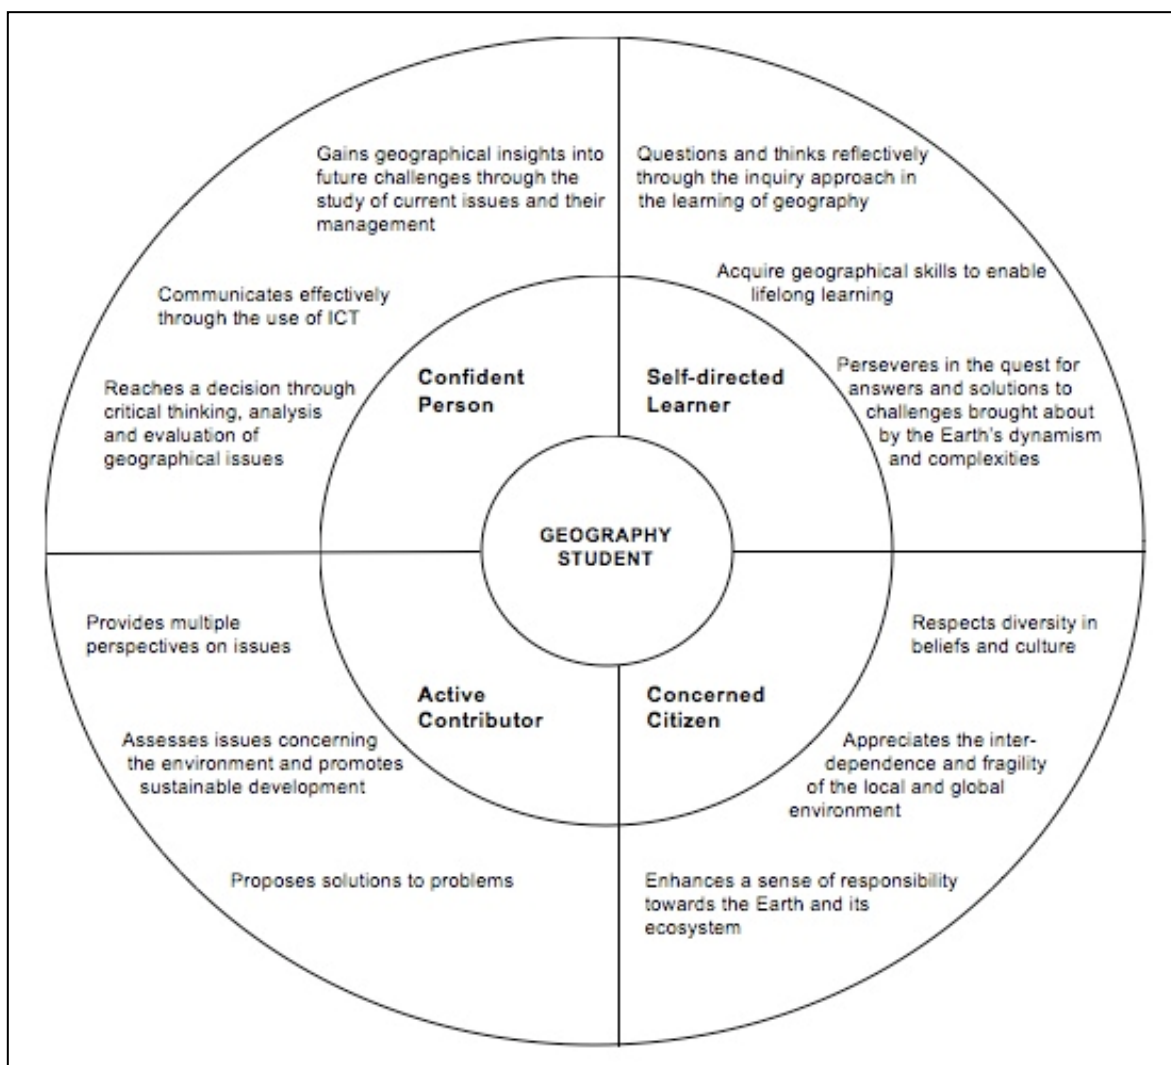 Gains geographical insights into
future challenges through the
study of current issues and their
management
Questions and thinks reflectively
through the inquiry approach in
the learning of geography
Communicates effectively
through the use of ICT
Acquire geographical skills to enable
lifelong learning
Reaches a decision through
critical thinking, analysis
and evaluation of
geographical issues
Confident
Person
Self-directed
Learner
Perseveres in the quest for
answers and solutions to
challenges brought about
by the Earth's dynamism
and complexities
GEOGRAPHY
STUDENT
Provides multiple
perspectives on issues
Respects diversity in
beliefs and culture
Active
Contributor
Concerned
Citizen
Assesses issues concerning
the environment and promotes
sustainable development
Appreciates the inter-
dependence and fragility
of the local and global
environment
Proposes solutions to problems
Enhances a sense of responsibility
towards the Earth and its
ecosystem